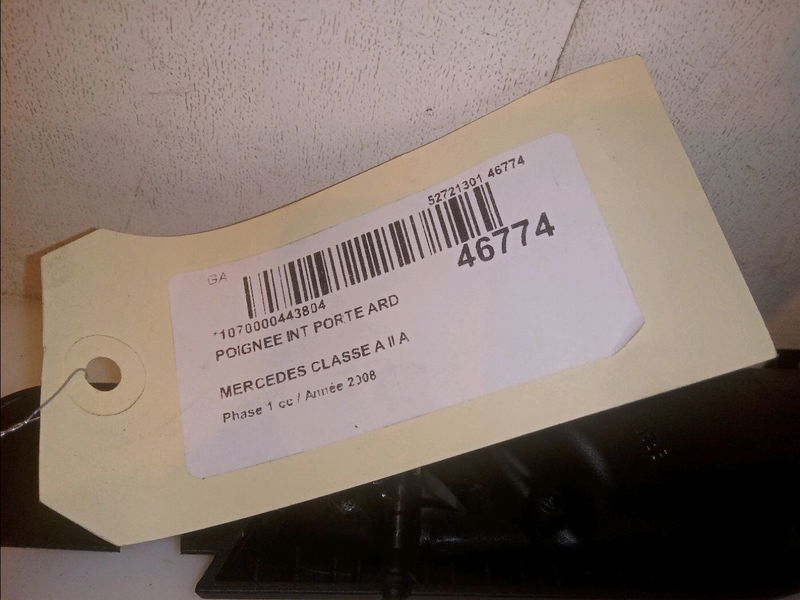 52721301 46774
GA
46774
*1070000443804
POIGNEE INT PORTE ARD
MERCEDES CLASSE A II A
Phase 1 cc / Année 2008